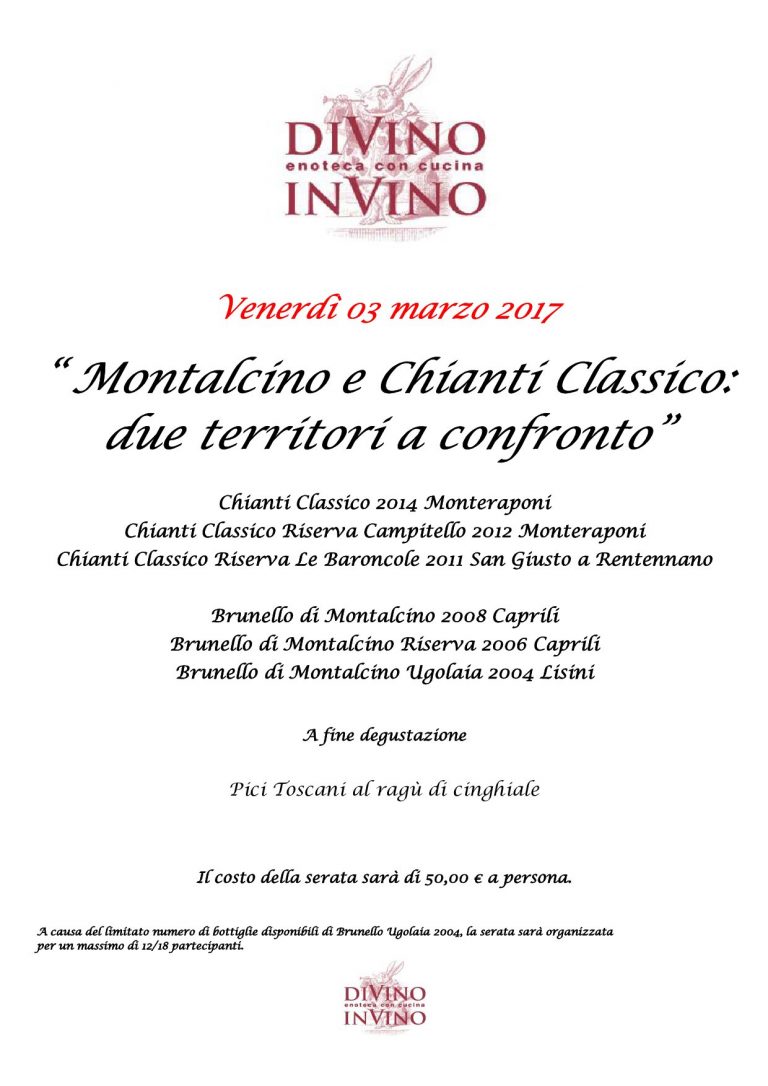 DIVINO
enoteca con cucina
INVINO
Venerdì 03 marzo 2017
“Montalcino e Chianti Classico:
due territori a confronto”
Chianti Classico 2014 Monteraponi
Chianti Classico Riserva Campitello 2012 Monteraponi
Chianti Classico Riserva Le Baroncole 2011 San Giusto a Rentennano
Brunello di Montalcino 2008 Caprili
Brunello di Montalcino Riserva 2006 Caprili
Brunello di Montalcino Ugolaia 2004 Lisini
A fine degustazione
Pici Toscani al ragù di cinghiale
Il costo della serata sarà di 50,00 € a persona.
A causa del limitato numero di bottiglie disponibili di Brunello Ugolaia 2004, la serata sarà organizzata
per un massimo di 12/18 partecipanti.
DIVINO
enoteca con cucina
INVINO